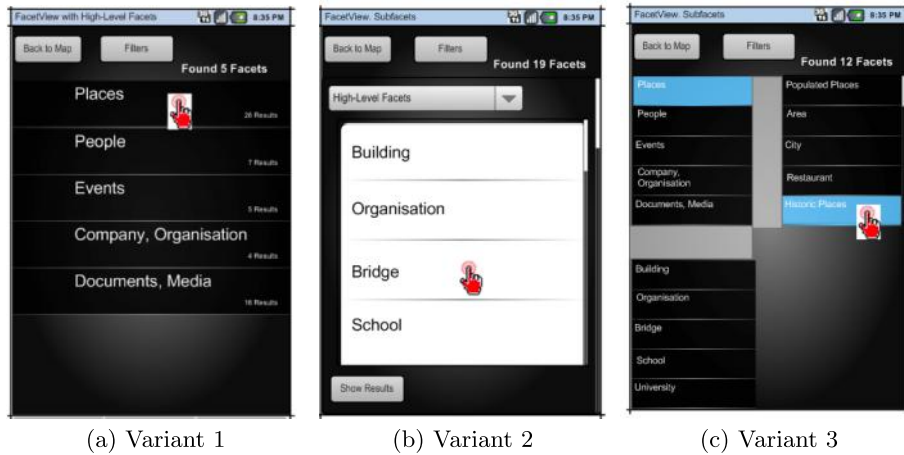 FacetView with High-Level Facets
8:35 PM
Back to Map
Filters
Found 5 Facets
Places
26 Results
People
7 Results
Events
5 Results
Company, Organisation
4 Results
Documents, Media
16 Results
(a) Variant 1
FacetView. Subfacets
8:35 PM
Back to Map
Filters
Found 19 Facets
High-Level Facets
Building
Organisation
Bridge
School
Show Results
(b) Variant 2
FacetView. Subfacets
8:35 PM
Back to Map
Filters
Found 12 Facets
Places
People
Events
Company,
Organisation
Documents, Media
Populated Places
Area
City
Restaurant
Historic Places
Building
Organisation
Bridge
School
University
(c) Variant 3